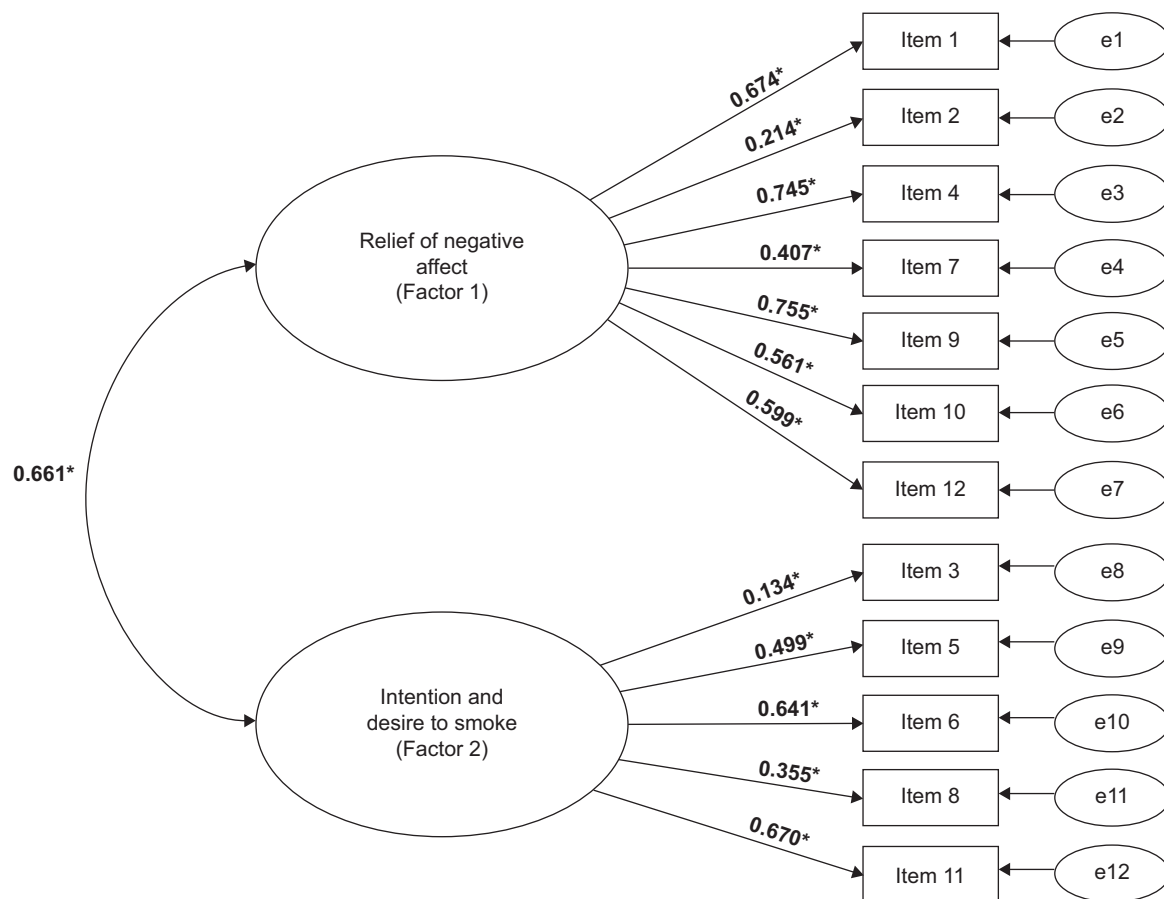 Item 1
e1
0.674*
Item 2
e2
0.214*
Item 4
e3
0.745*
Relief of negative
affect
(Factor 1)
0.407*
Item 7
e4
0.755*
Item 9
e5
0.561*
Item 10
e6
0.599*
Item 12
e7
0.661*
Item 3
e8
0.134*
Item 5
e9
0.499*
Intention and
desire to smoke
(Factor 2)
0.641*
Item 6
e10
0.355*
Item 8
e11
0.670*
Item 11
e12